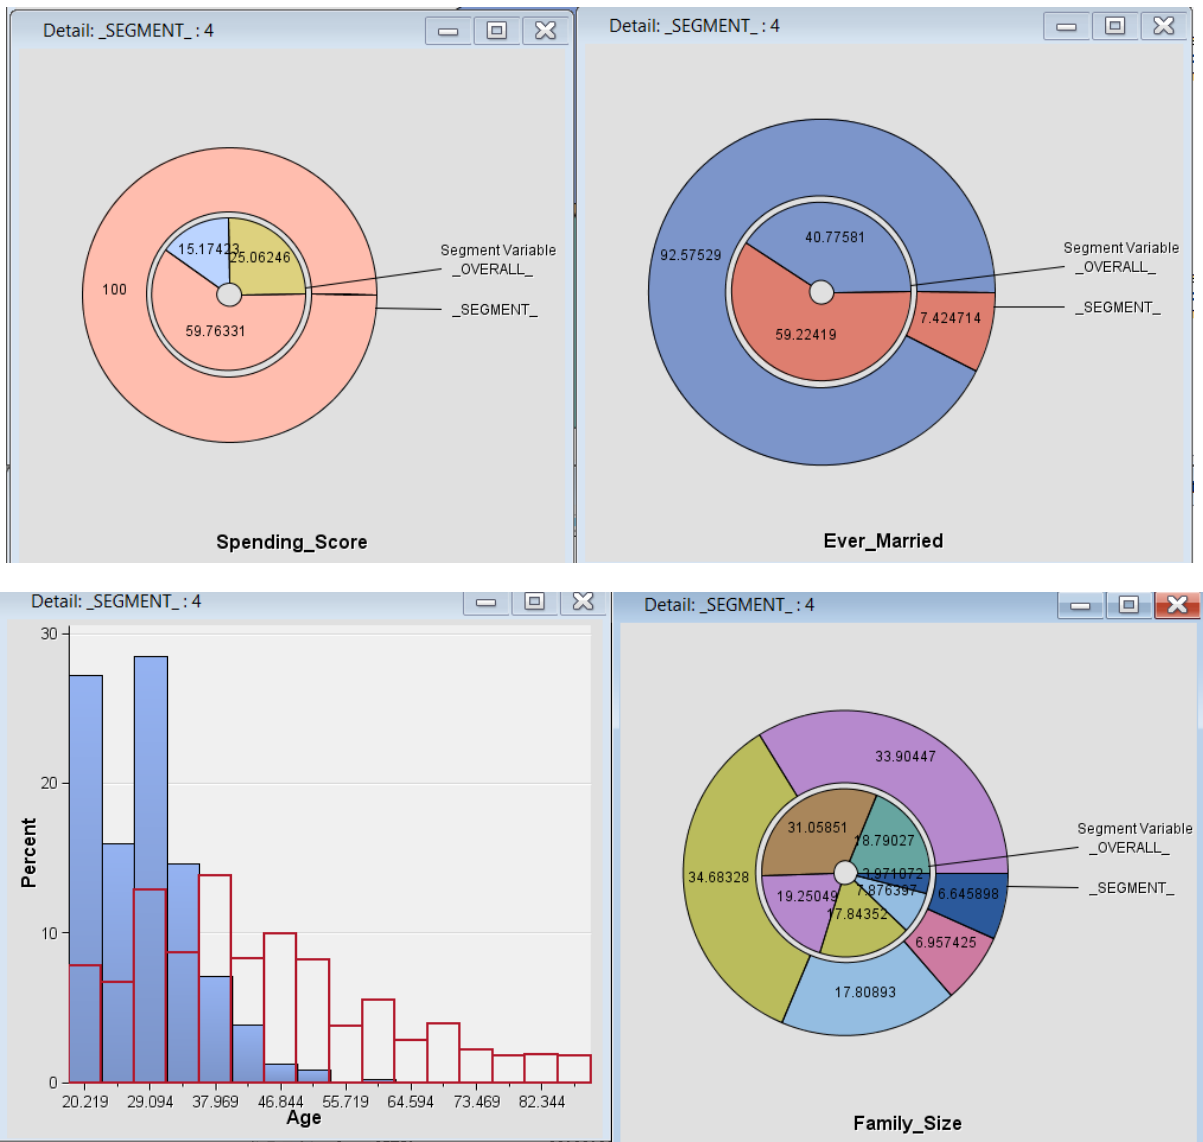 Detail: _SEGMENT_ : 4
15.17423
25.06246
100
59.76331
Segment Variable
_OVERALL_
_SEGMENT_
Spending_Score
Detail: _SEGMENT_ : 4
40.77581
92.57529
59.22419
7.424714
Segment Variable
_OVERALL_
_SEGMENT_
Ever_Married
Detail: _SEGMENT_ : 4
30
20
10
0
Percent
20.219 29.094 37.969 46.844 55.719 64.594 73.469 82.344
Age
Detail: _SEGMENT_ : 4
33.90447
31.05851
18.79027
34.68328
3.971072
7.876397
19.25049
17.84352
6.645898
6.957425
17.80893
Segment Variable
_OVERALL_
_SEGMENT_
Family_Size